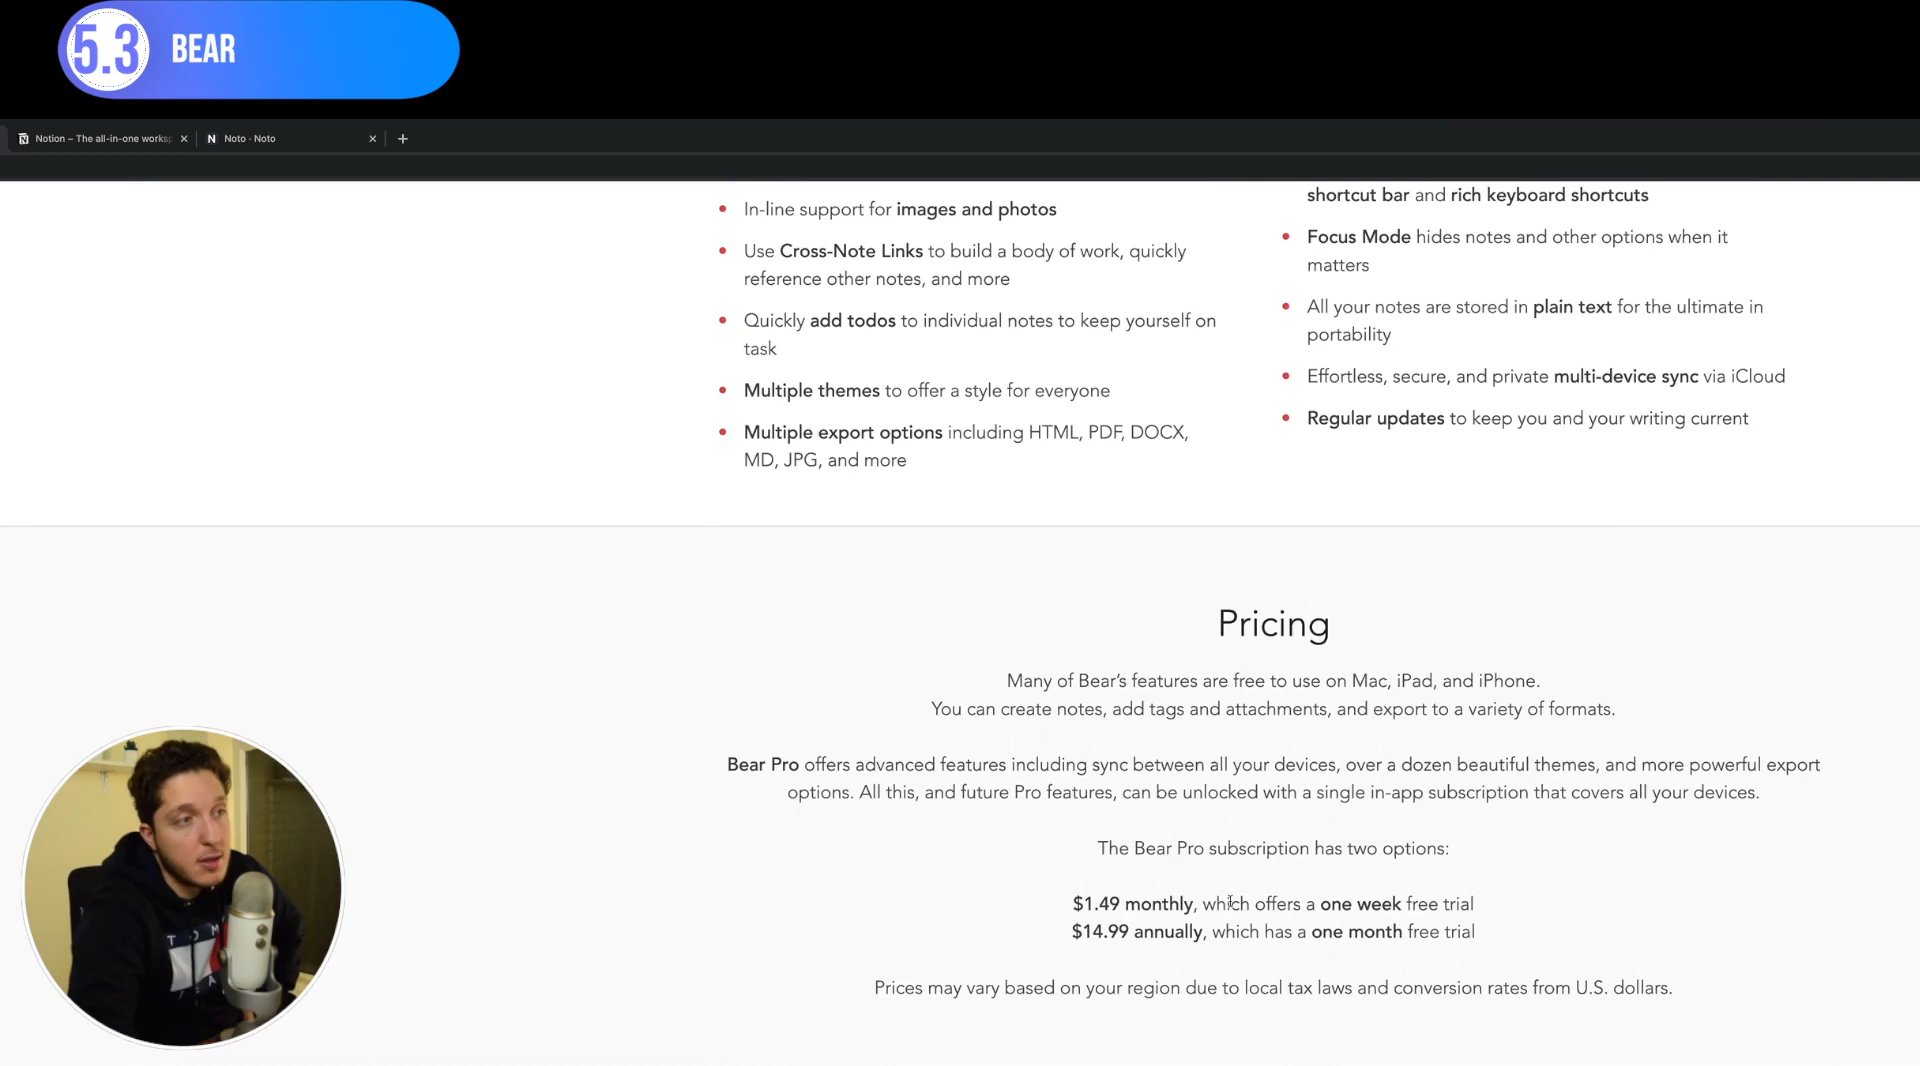 5.3 BEAR
Notion – The all-in-one worksp
Noto · Noto
In-line support for images and photos
Use Cross-Note Links to build a body of work, quickly
reference other notes, and more
Quickly add todos to individual notes to keep yourself on
task
Multiple themes to offer a style for everyone
Multiple export options including HTML, PDF, DOCX,
MD, JPG, and more
shortcut bar and rich keyboard shortcuts
Focus Mode hides notes and other options when it
matters
All your notes are stored in plain text for the ultimate in
portability
Effortless, secure, and private multi-device sync via iCloud
Regular updates to keep you and your writing current
Pricing
Many of Bear’s features are free to use on Mac, iPad, and iPhone.
You can create notes, add tags and attachments, and export to a variety of formats.
Bear Pro offers advanced features including sync between all your devices, over a dozen beautiful themes, and more powerful export
options. All this, and future Pro features, can be unlocked with a single in-app subscription that covers all your devices.
The Bear Pro subscription has two options:
$1.49 monthly, which offers a one week free trial
$14.99 annually, which has a one month free trial
Prices may vary based on your region due to local tax laws and conversion rates from U.S. dollars.